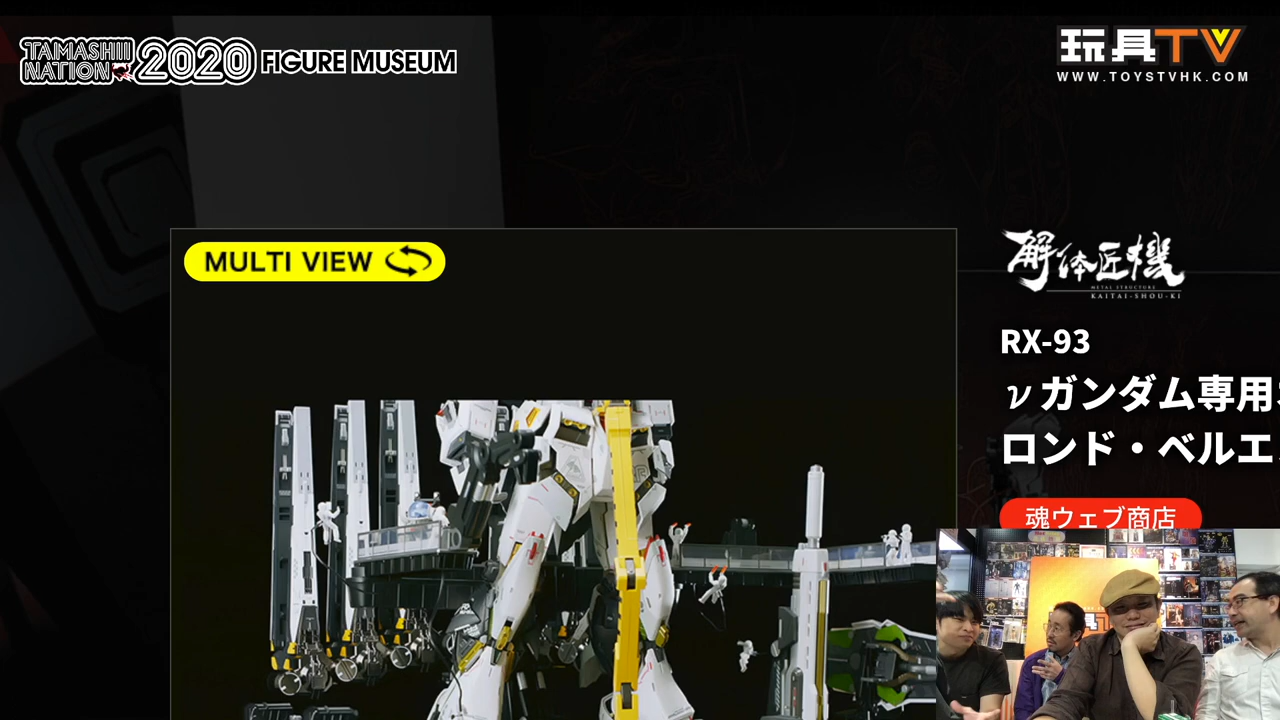 TAMASHII NATION 2020 FIGURE MUSEUM
玩具TV
WWW.TOYSTVHK.COM
MULTI VIEW
解体匠機
METAL STRUCTURE
KAITAI-SHOU-KI
RX-93
νガンダム専用
ロンド・ベルエ
魂ウェブ商店